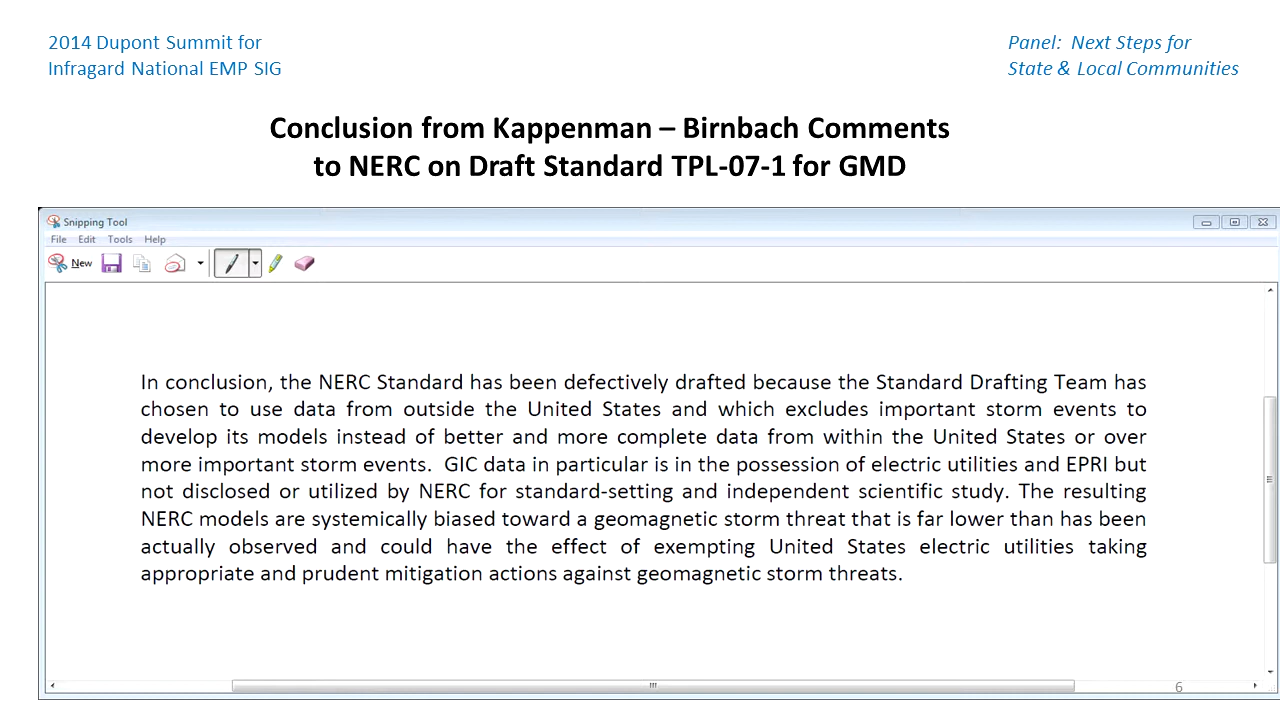 2014 Dupont Summit for
Infragard National EMP SIG
Panel:  Next Steps for
State & Local Communities
Conclusion from Kappenman – Birnbach Comments
to NERC on Draft Standard TPL-07-1 for GMD
Snipping Tool
File Edit Tools Help
New
In conclusion, the NERC Standard has been defectively drafted because the Standard Drafting Team has
chosen to use data from outside the United States and which excludes important storm events to
develop its models instead of better and more complete data from within the United States or over
more important storm events.  GIC data in particular is in the possession of electric utilities and EPRI but
not disclosed or utilized by NERC for standard-setting and independent scientific study. The resulting
NERC models are systemically biased toward a geomagnetic storm threat that is far lower than has been
actually observed and could have the effect of exempting United States electric utilities taking
appropriate and prudent mitigation actions against geomagnetic storm threats.
6